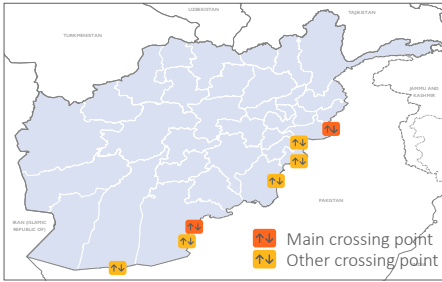 UZBEKISTAN
TAJIKISTAN
TURKMENISTAN
JAMMU AND
KASHMIR
PAKISTAN
IRAN (ISLAMIC
REPUBLIC OF)
Main crossing point
Other crossing point